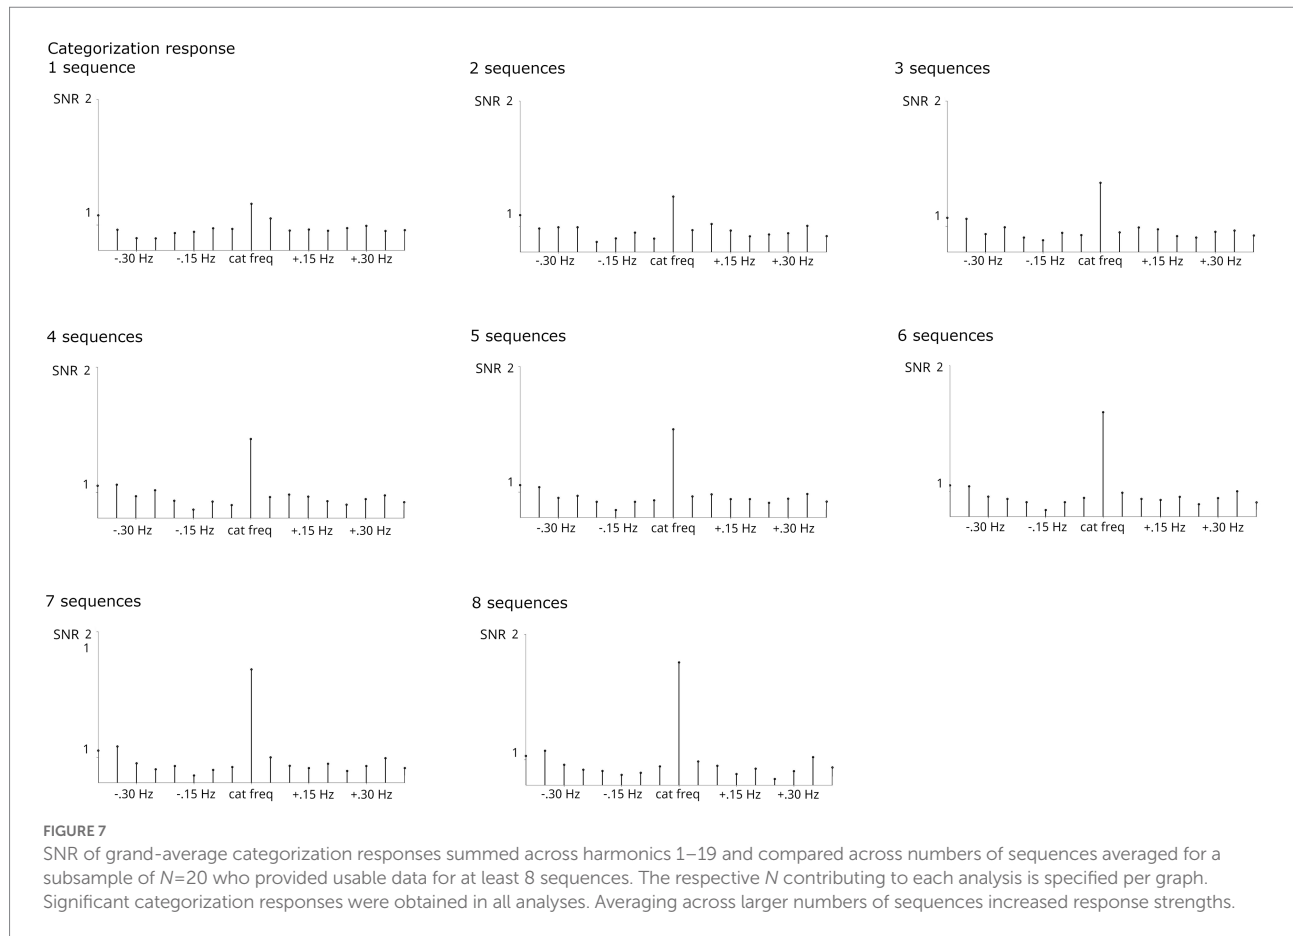 Categorization response
1 sequence
2 sequences
3 sequences
SNR 2
SNR 2
SNR 2
1
1
1
-.30 Hz -.15 Hz cat freq +.15 Hz +.30 Hz
-.30 Hz -.15 Hz cat freq +.15 Hz +.30 Hz
-.30 Hz -.15 Hz cat freq +.15 Hz +.30 Hz
4 sequences
5 sequences
6 sequences
SNR 2
SNR 2
SNR 2
1
1
1
-.30 Hz -.15 Hz cat freq +.15 Hz +.30 Hz
-.30 Hz -.15 Hz cat freq +.15 Hz +.30 Hz
-.30 Hz -.15 Hz cat freq +.15 Hz +.30 Hz
7 sequences
8 sequences
SNR 2
1
SNR 2
1
1
-.30 Hz -.15 Hz cat freq +.15 Hz +.30 Hz
-.30 Hz -.15 Hz cat freq +.15 Hz +.30 Hz
FIGURE 7
SNR of grand-average categorization responses summed across harmonics 1–19 and compared across numbers of sequences averaged for a
subsample of N=20 who provided usable data for at least 8 sequences. The respective N contributing to each analysis is specified per graph.
Significant categorization responses were obtained in all analyses. Averaging across larger numbers of sequences increased response strengths.